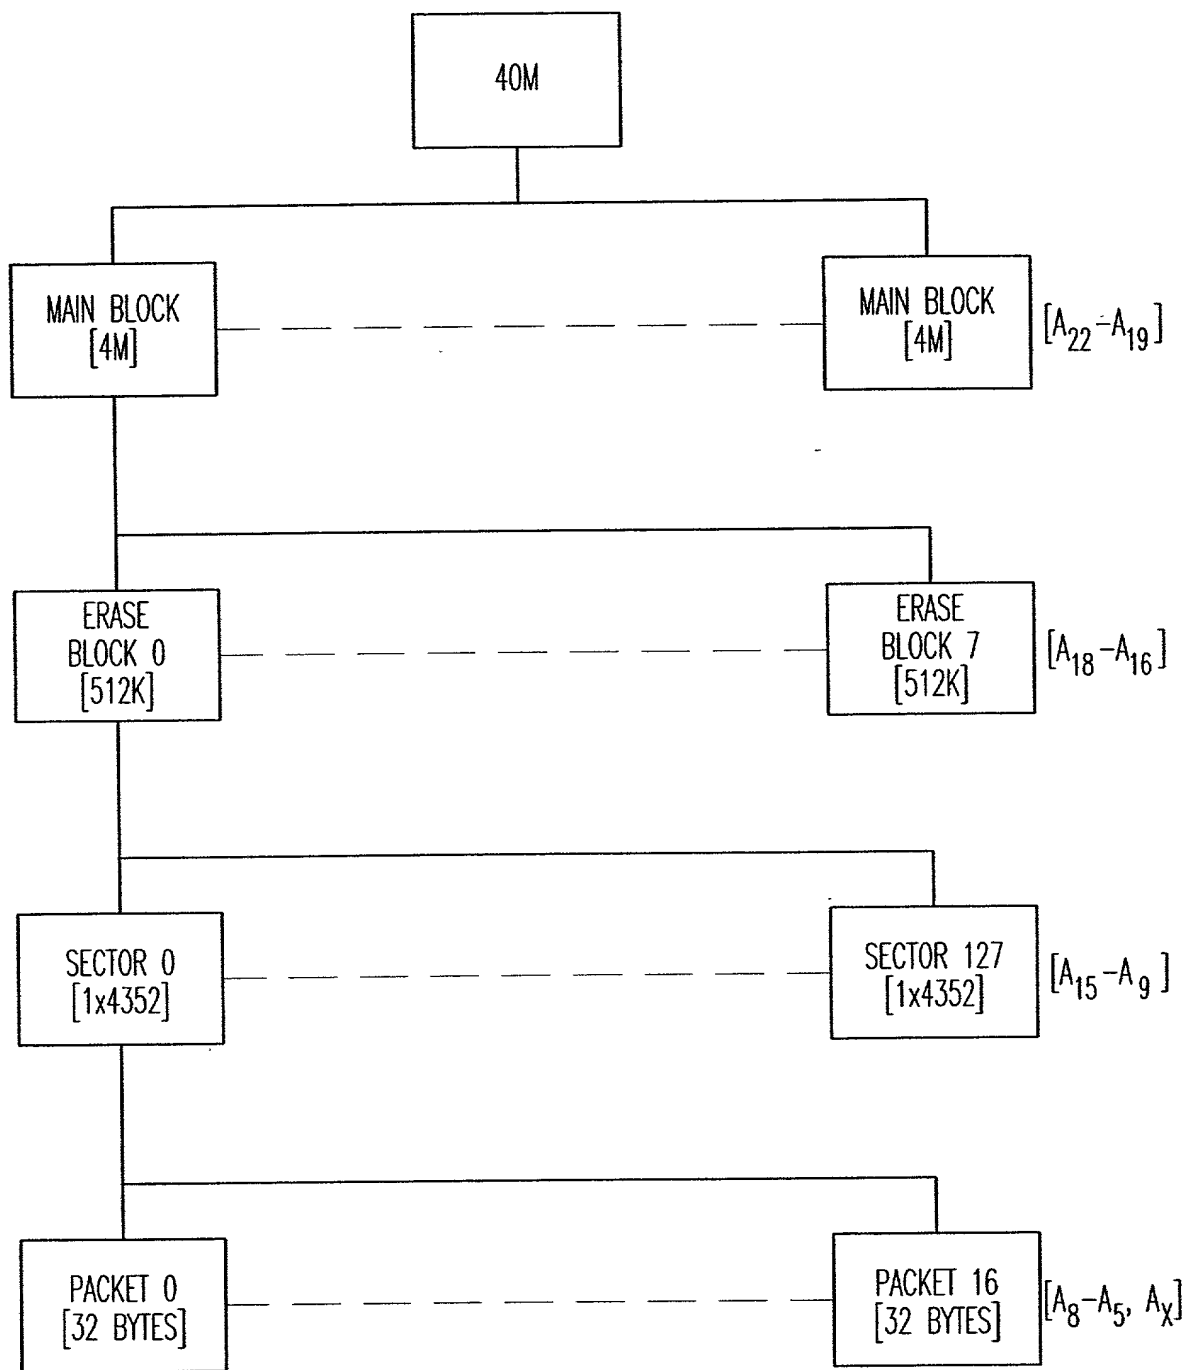 40M
MAIN BLOCK
[4M]
MAIN BLOCK
[4M]
[A22-A19]
ERASE
BLOCK 0
[512K]
ERASE
BLOCK 7
[512K]
[A18-A16]
SECTOR 0
[1x4352]
SECTOR 127
[1x4352]
[A15-A9]
PACKET 0
[32 BYTES]
PACKET 16
[32 BYTES]
[A8-A5, AX]